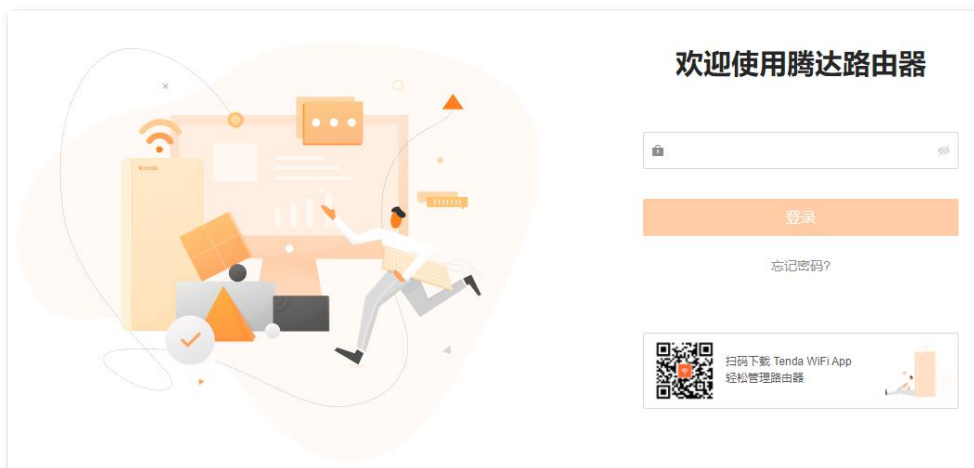 欢迎使用腾达路由器
Tenda
登录
忘记密码?
扫码下载 Tenda WiFi App
轻松管理路由器